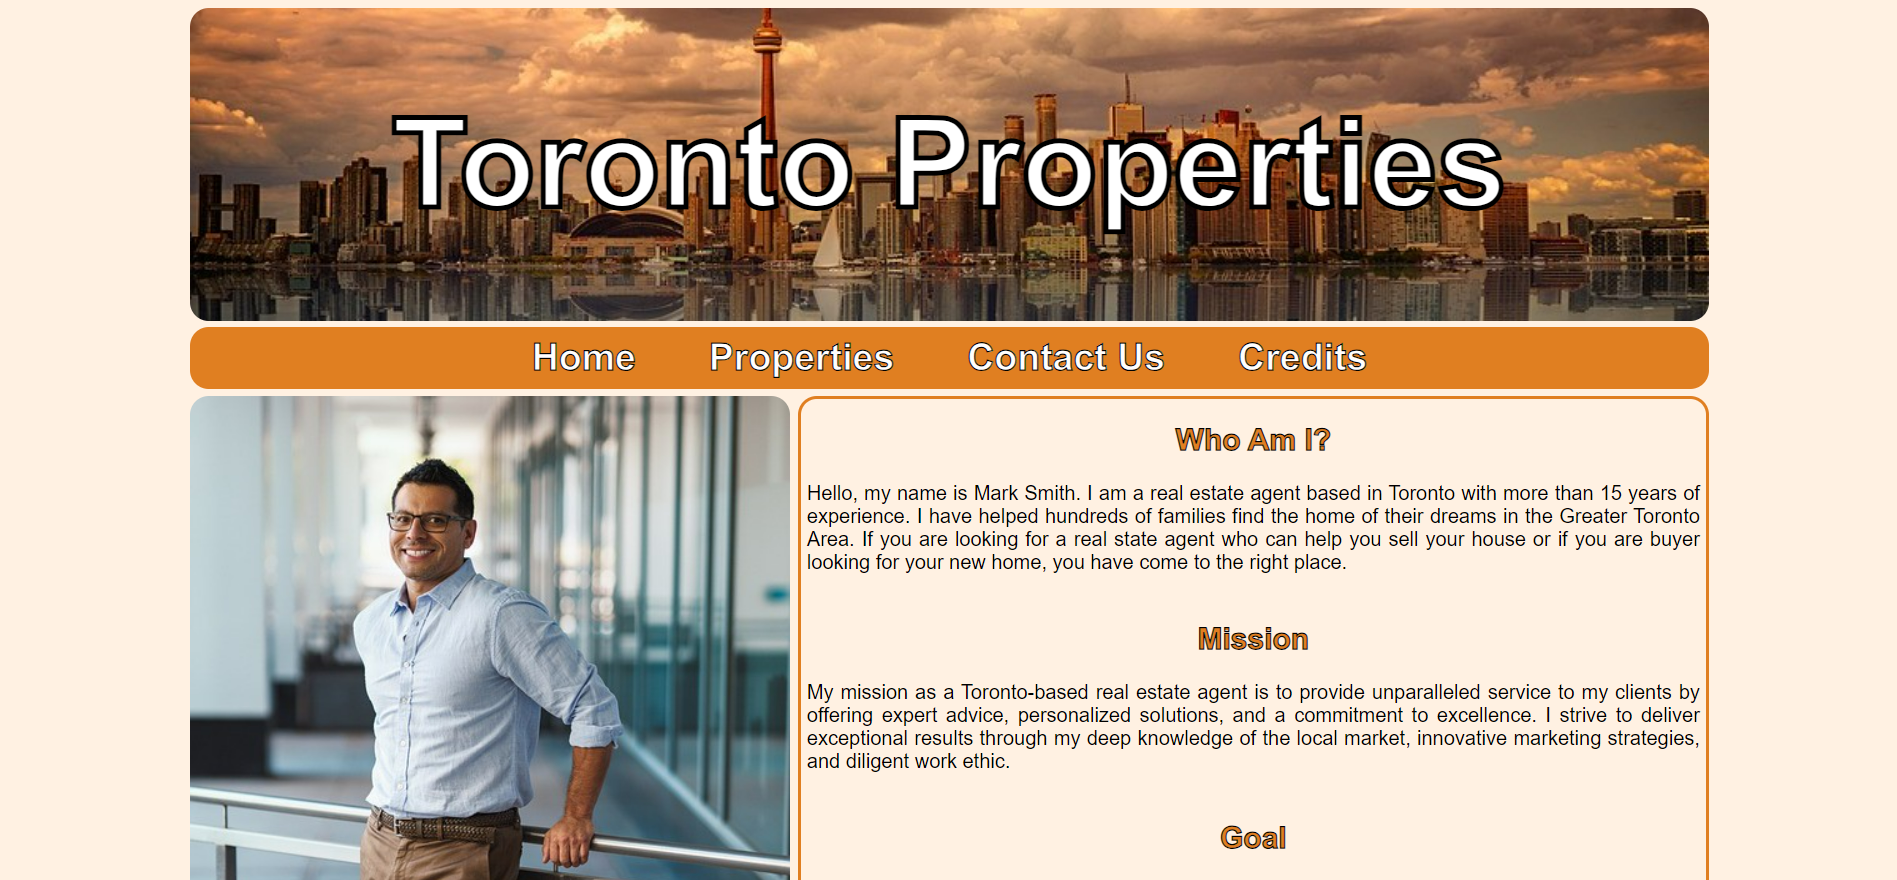 Toronto Properties
Home Properties Contact Us Credits
Who Am I?
Hello, my name is Mark Smith. I am a real estate agent based in Toronto with more than 15 years of
experience. I have helped hundreds of families find the home of their dreams in the Greater Toronto
Area. If you are looking for a real state agent who can help you sell your house or if you are buyer
looking for your new home, you have come to the right place.
Mission
My mission as a Toronto-based real estate agent is to provide unparalleled service to my clients by
offering expert advice, personalized solutions, and a commitment to excellence. I strive to deliver
exceptional results through my deep knowledge of the local market, innovative marketing strategies,
and diligent work ethic.
Goal